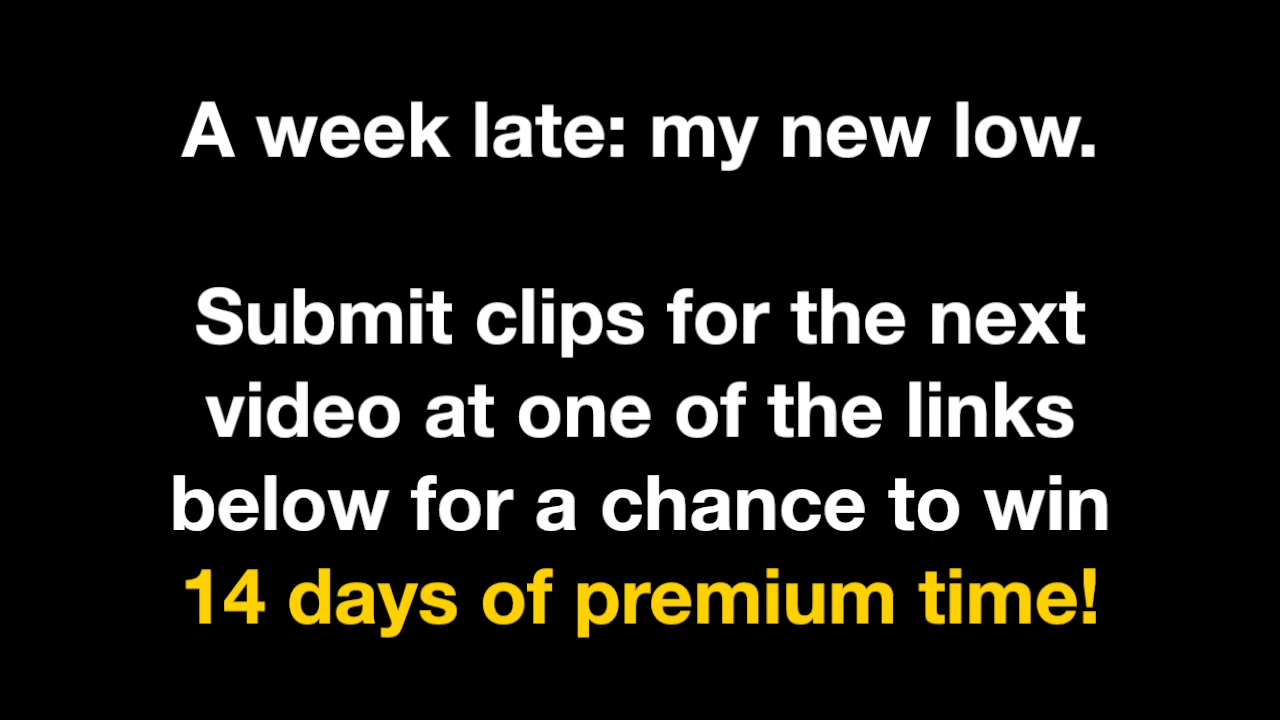 A week late: my new low.
Submit clips for the next
video at one of the links
below for a chance to win
14 days of premium time!